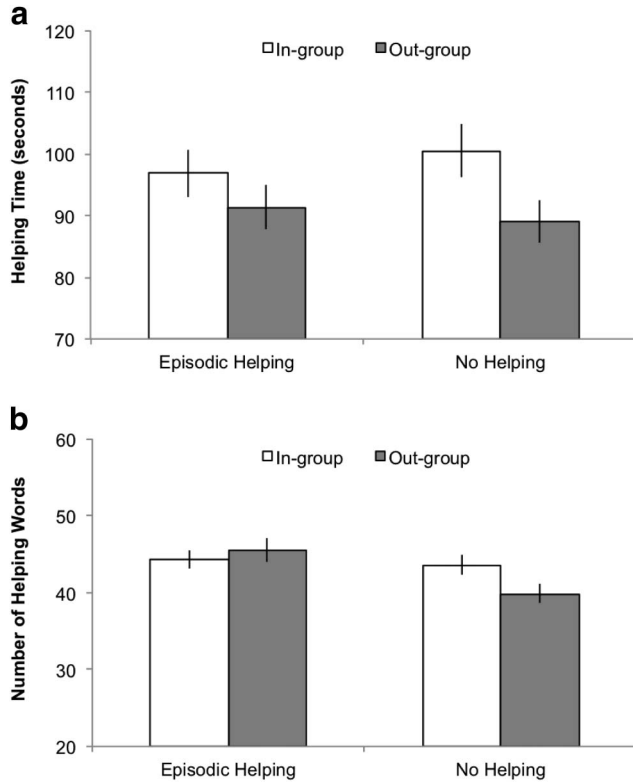 a
120
In-group Out-group
110
100
90
80
70
Helping Time (seconds)
Episodic Helping No Helping
b
60
In-group Out-group
50
40
30
20
Number of Helping Words
Episodic Helping No Helping